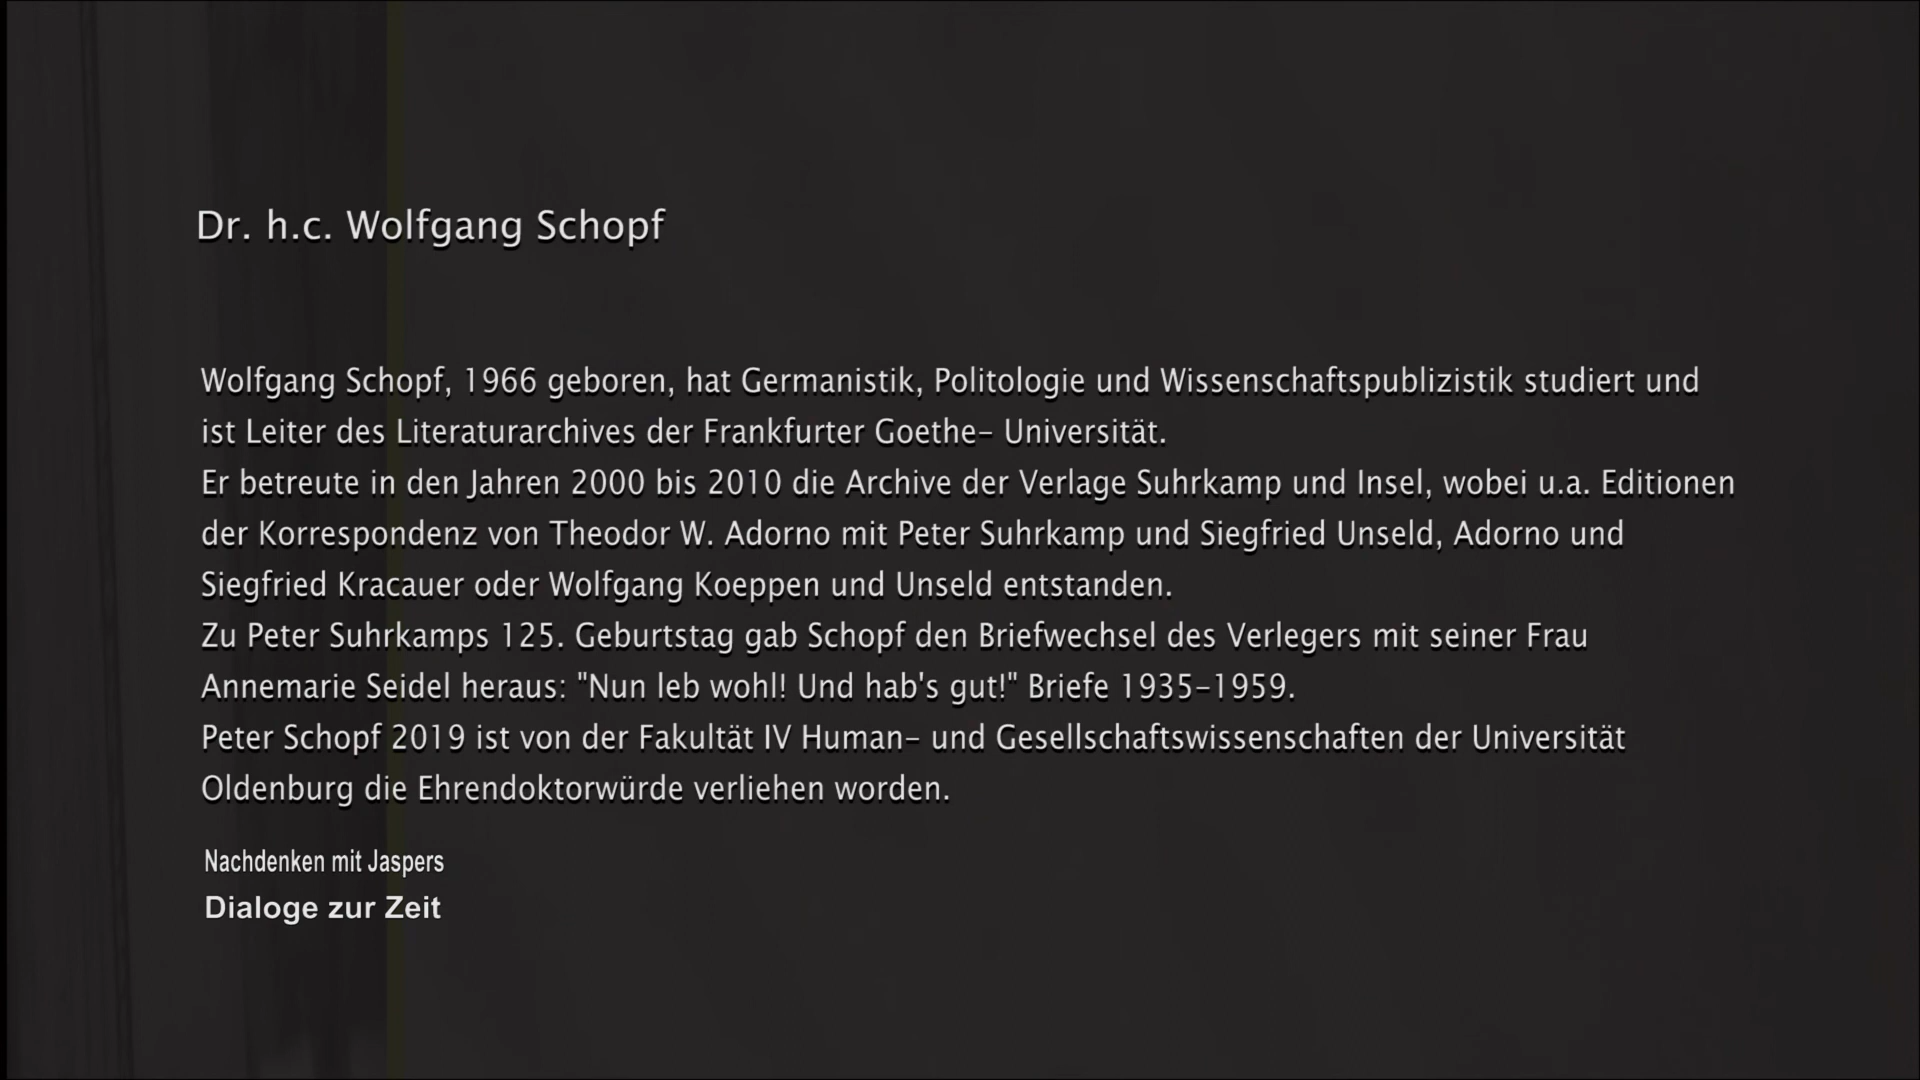 Dr. h.c. Wolfgang Schopf
Wolfgang Schopf, 1966 geboren, hat Germanistik, Politologie und Wissenschaftspublizistik studiert und
ist Leiter des Literaturarchives der Frankfurter Goethe- Universität.
Er betreute in den Jahren 2000 bis 2010 die Archive der Verlage Suhrkamp und Insel, wobei u.a. Editionen
der Korrespondenz von Theodor W. Adorno mit Peter Suhrkamp und Siegfried Unseld, Adorno und
Siegfried Kracauer oder Wolfgang Koeppen und Unseld entstanden.
Zu Peter Suhrkamps 125. Geburtstag gab Schopf den Briefwechsel des Verlegers mit seiner Frau
Annemarie Seidel heraus: "Nun leb wohl! Und hab's gut!" Briefe 1935-1959.
Peter Schopf 2019 ist von der Fakultät IV Human- und Gesellschaftswissenschaften der Universität
Oldenburg die Ehrendoktorwürde verliehen worden.
Nachdenken mit Jaspers
Dialoge zur Zeit